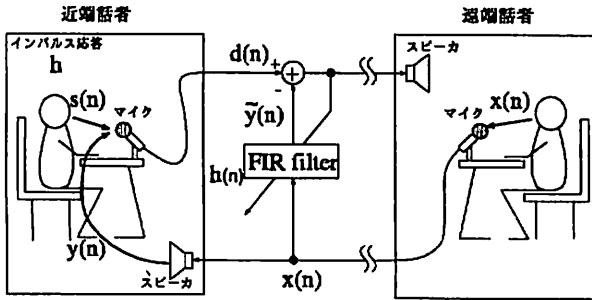 近端話者
遠端話者
インパルス応答
h
s(n)
マイク
d(n)
+
-
ỹ(n)
FIR filter
h(n)
y(n)
スピーカ
x(n)
スピーカ
マイク
x(n)